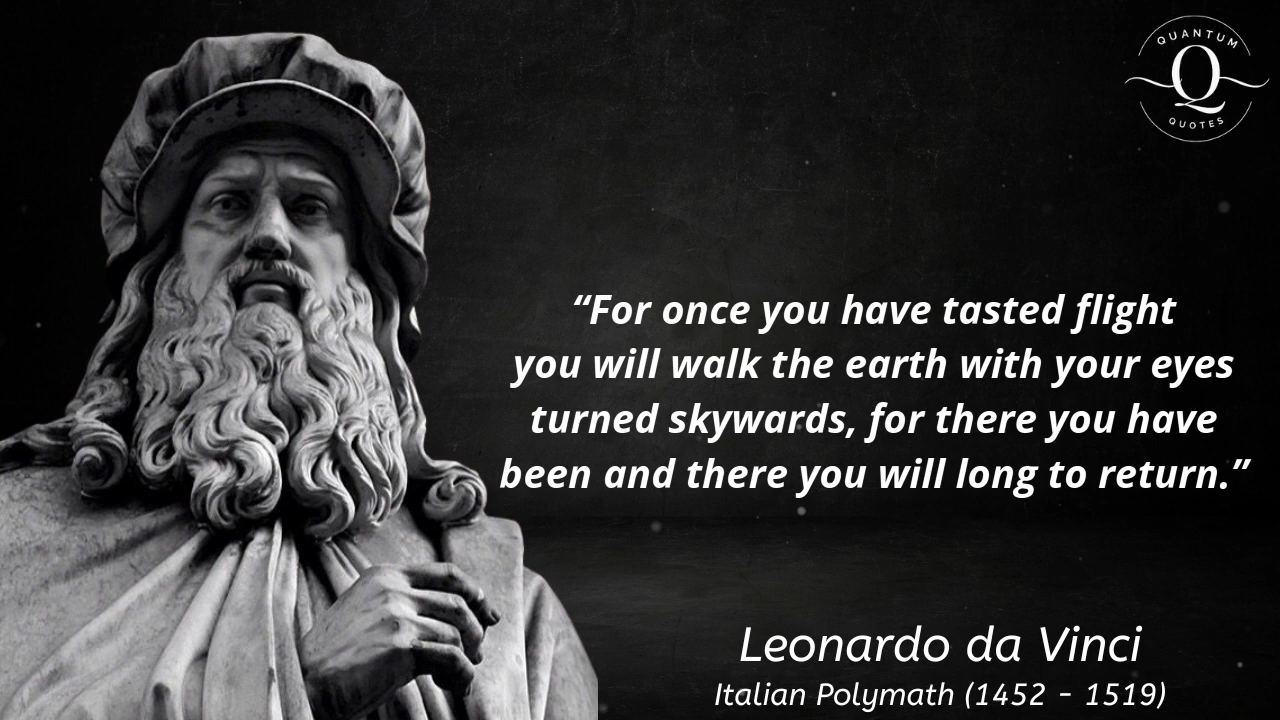 QUANTUM
Q
QUOTES
“For once you have tasted flight
you will walk the earth with your eyes
turned skywards, for there you have
been and there you will long to return.”
Leonardo da Vinci
Italian Polymath (1452 - 1519)